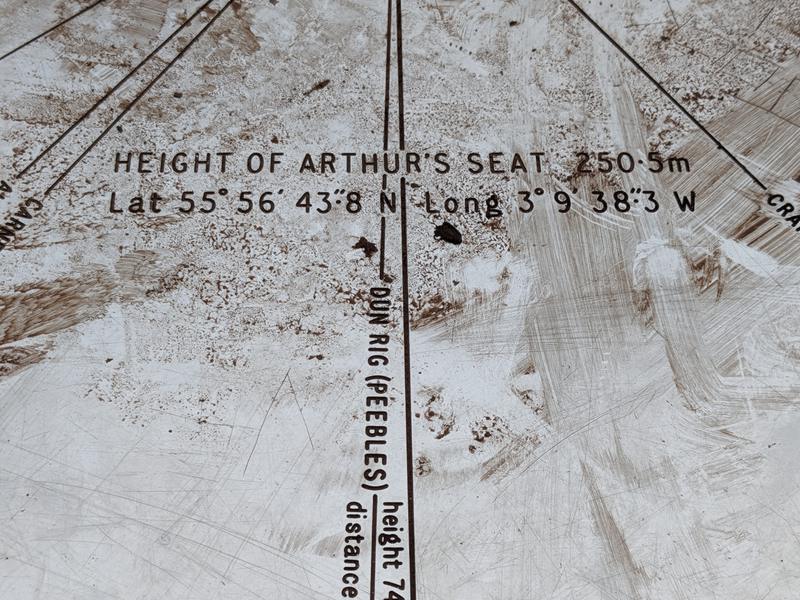 HEIGHT OF ARTHUR'S SEAT 250·5m
Lat 55° 56′ 43″·8 N Long 3° 9′ 38″·3 W
DUN RIG (PEEBLES)
height 74
distance